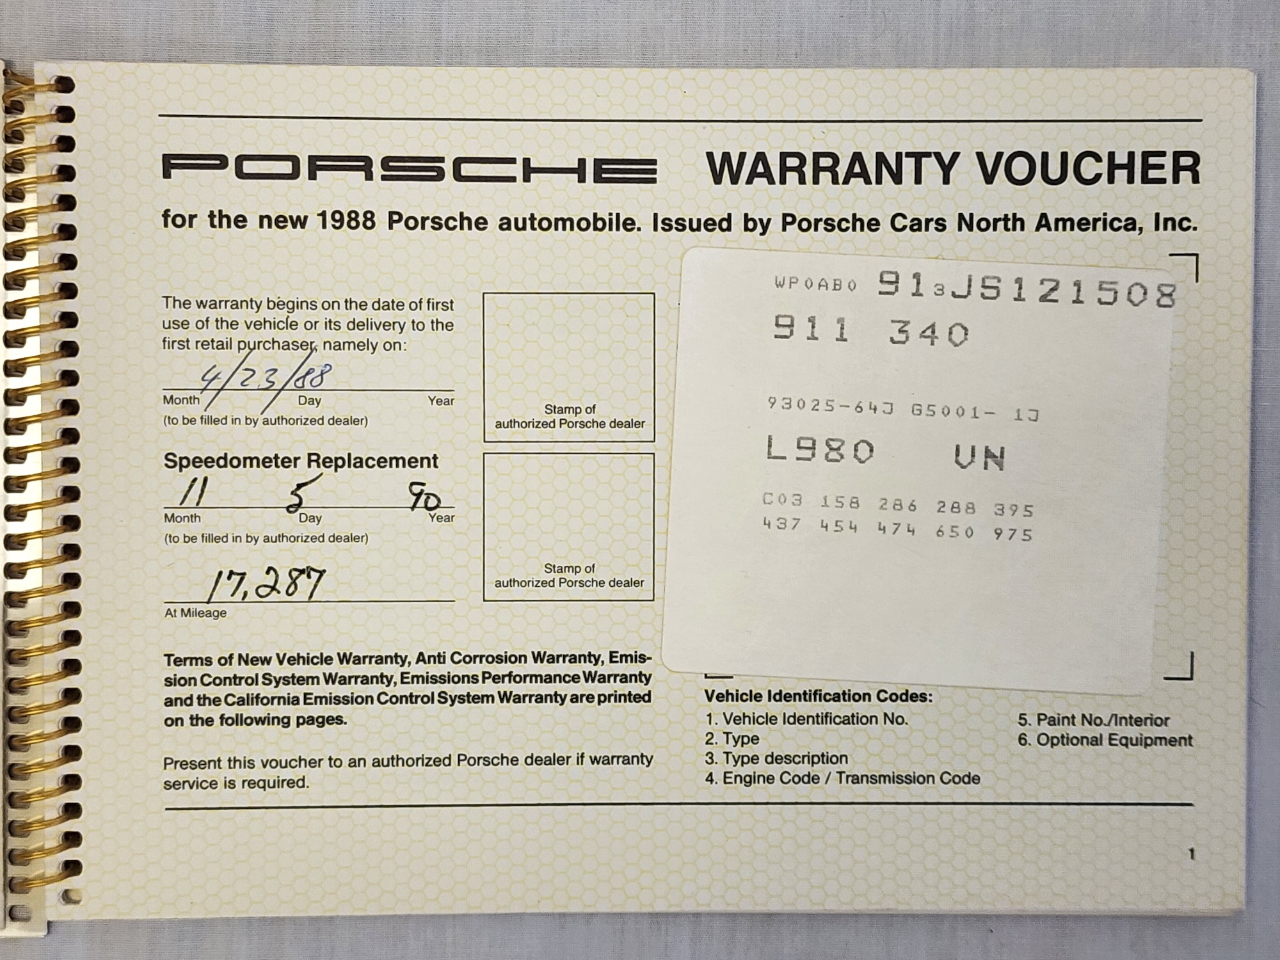 PORSCHE WARRANTY VOUCHER
for the new 1988 Porsche automobile. Issued by Porsche Cars North America, Inc.
The warranty begins on the date of first
use of the vehicle or its delivery to the
first retail purchaser, namely on:
4/23/88
Month Day Year
(to be filled in by authorized dealer)
Stamp of
authorized Porsche dealer
Speedometer Replacement
11 5 90
Month Day Year
(to be filled in by authorized dealer)
17,287
At Mileage
Stamp of
authorized Porsche dealer
WP0AB0 913JS121508
911 340
93025-64J G5001- 1J
L980 UN
C03 158 286 288 395
437 454 474 650 975
Terms of New Vehicle Warranty, Anti Corrosion Warranty, Emis-
sion Control System Warranty, Emissions Performance Warranty
and the California Emission Control System Warranty are printed
on the following pages.
Present this voucher to an authorized Porsche dealer if warranty
service is required.
Vehicle Identification Codes:
1. Vehicle Identification No.
2. Type
3. Type description
4. Engine Code / Transmission Code
5. Paint No./Interior
6. Optional Equipment
1